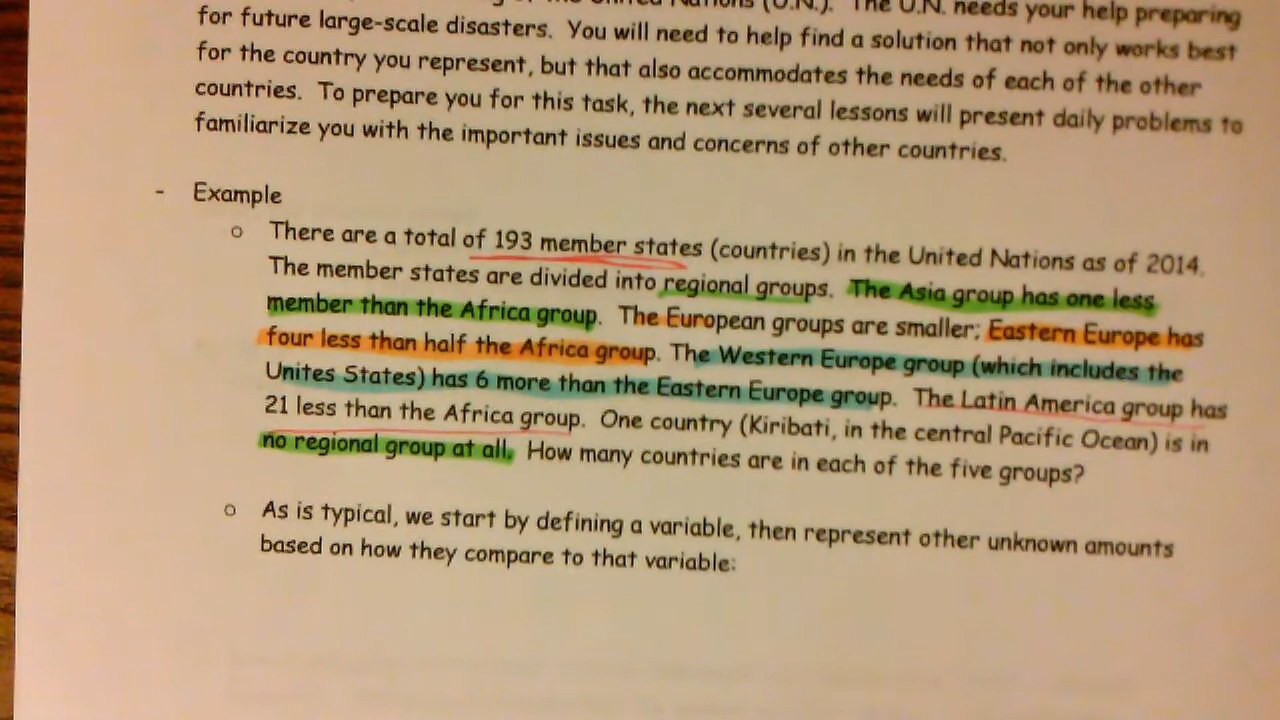 United Nations (U.N.). The U.N. needs your help preparing
for future large-scale disasters. You will need to help find a solution that not only works best
for the country you represent, but that also accommodates the needs of each of the other
countries. To prepare you for this task, the next several lessons will present daily problems to
familiarize you with the important issues and concerns of other countries.
- Example
o There are a total of 193 member states (countries) in the United Nations as of 2014.
The member states are divided into regional groups. The Asia group has one less
member than the Africa group. The European groups are smaller: Eastern Europe has
four less than half the Africa group. The Western Europe group (which includes the
Unites States) has 6 more than the Eastern Europe group. The Latin America group has
21 less than the Africa group. One country (Kiribati, in the central Pacific Ocean) is in
no regional group at all. How many countries are in each of the five groups?
o As is typical, we start by defining a variable, then represent other unknown amounts
based on how they compare to that variable: